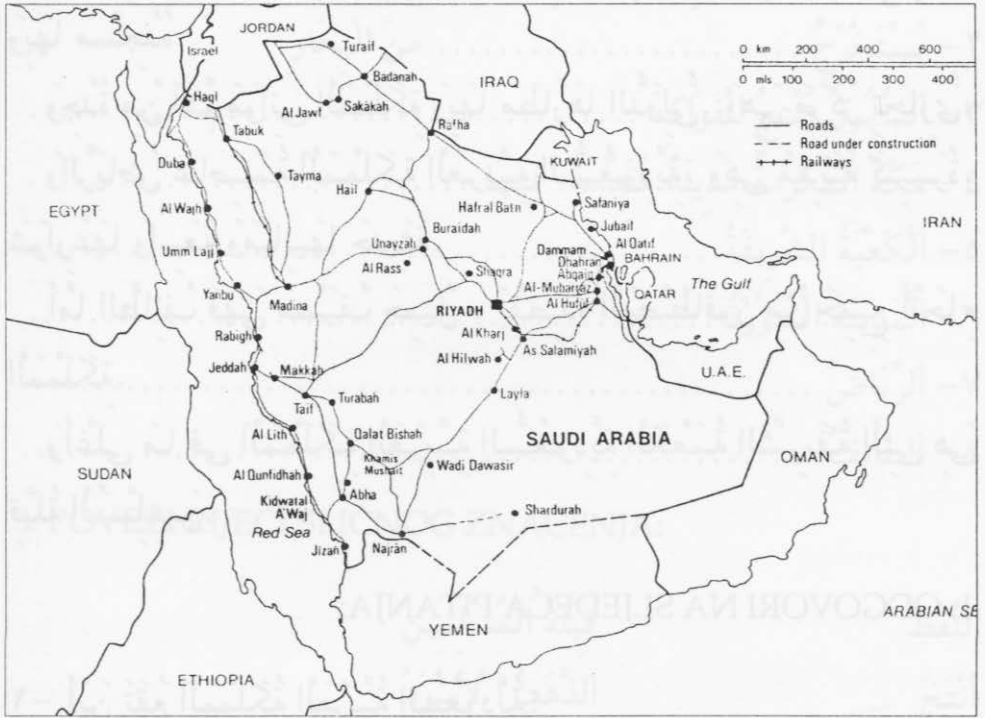 JORDAN
Israel
Turaif
Badanah
IRAQ
0 km 200 400 600
0 mls 100 200 300 400
Haql
Al Jawf
Sakakah
Roads
Road under construction
Railways
Tabuk
Rafha
KUWAIT
Duba
Tayma
Hail
Safaniya
EGYPT
Al Wajh
Hafral Batn
IRAN
Buraidah
Jubail
Unayzah
Al Qatif
Umm Lajj
Al Rass
Shaqra
Dammam
Dhahran
BAHRAIN
Abqaiq
The Gulf
Yanbu
Madina
Al-Mubarraz
QATAR
RIYADH
Al Hufuf
Rabigh
Al Kharj
As Salamiyah
Jeddah
Makkah
Al Hilwah
U.A.E.
Taif
Turabah
Layla
Al Lith
Qalat Bishah
SAUDI ARABIA
Khamis
Mushait
OMAN
SUDAN
Wadi Dawasir
Al Qunfidhah
Abha
Kidwatal
A'Waj
Shardurah
Red Sea
Jizan
Najran
YEMEN
ARABIAN SE
ETHIOPIA